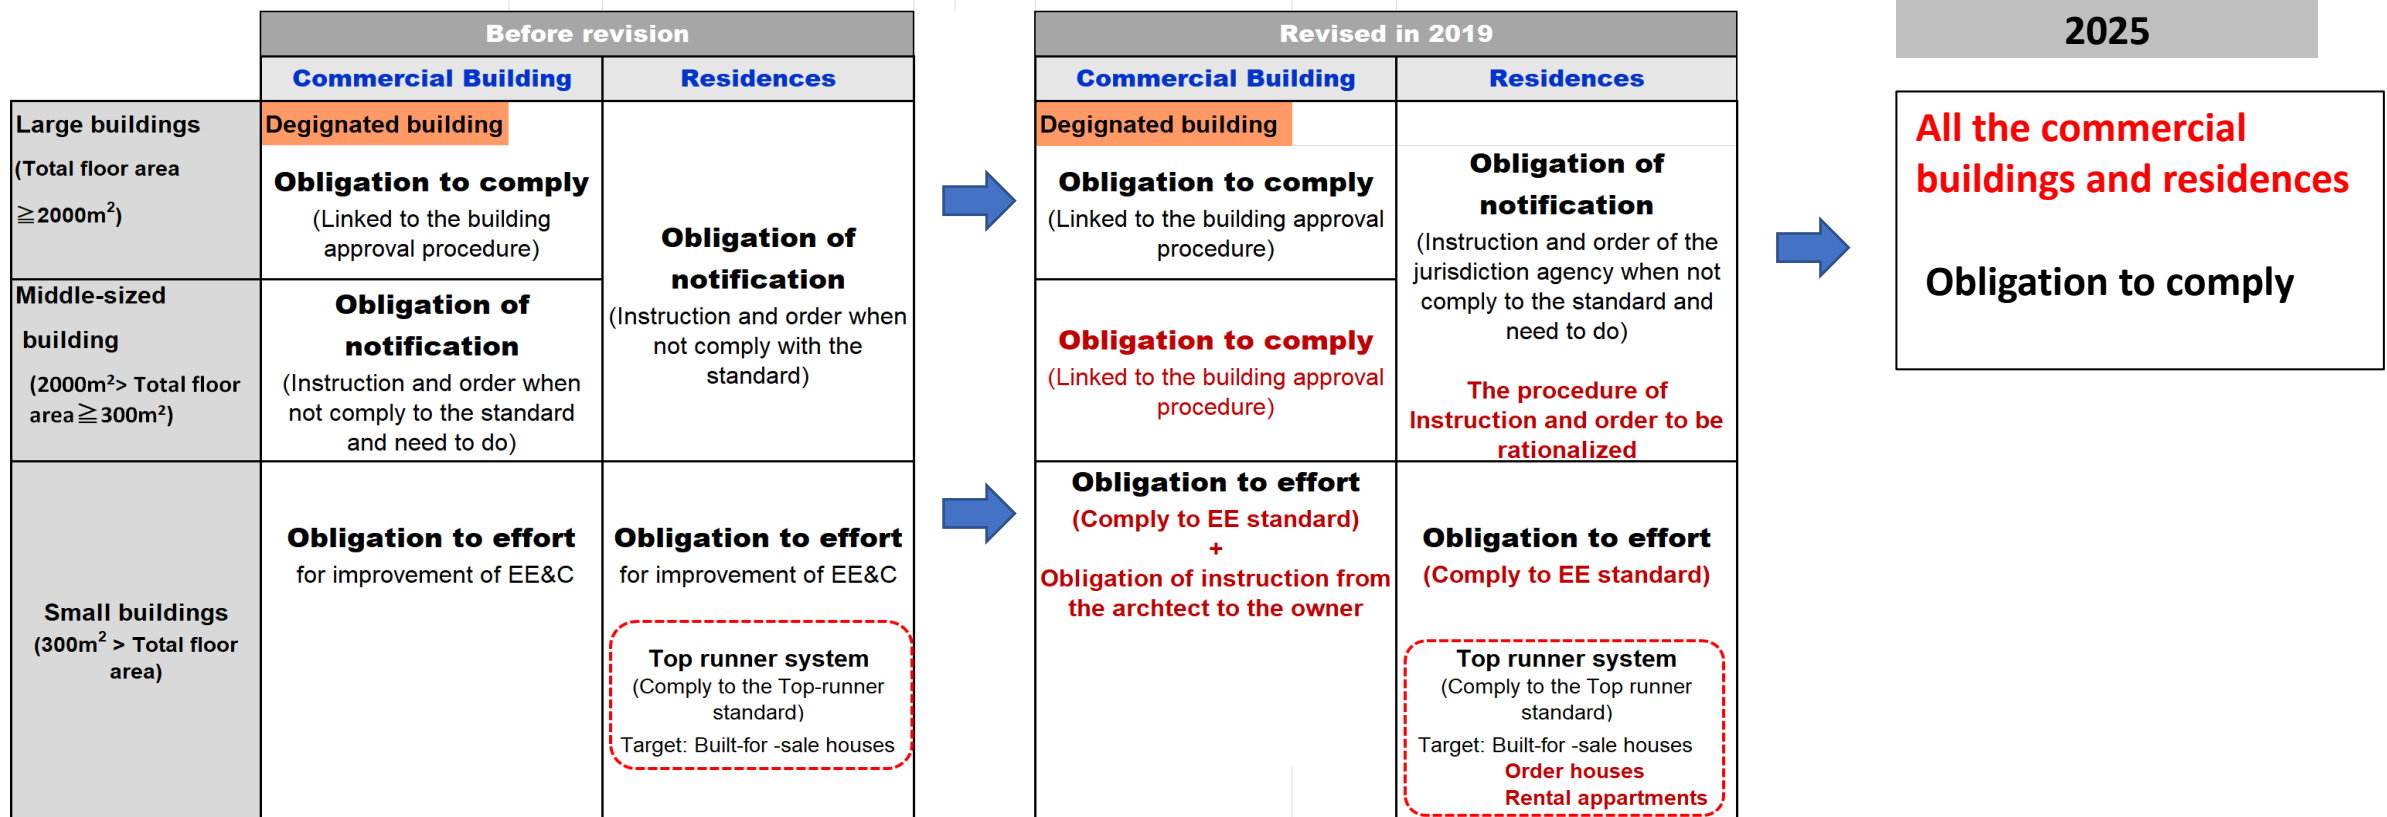 Before revision
Commercial Building
Residences
Large buildings
(Total floor area
≧2000m²)
Degignated building
Obligation to comply
(Linked to the building
approval procedure)
Obligation of
notification
(Instruction and order when
not comply with the
standard)
Middle-sized
building
(2000m²> Total floor
area≧300m²)
Obligation of
notification
(Instruction and order when
not comply to the standard
and need to do)
Small buildings
(300m² > Total floor
area)
Obligation to effort
for improvement of EE&C
Obligation to effort
for improvement of EE&C
Top runner system
(Comply to the Top-runner
standard)
Target: Built-for -sale houses
Revised in 2019
Commercial Building
Residences
Degignated building
Obligation to comply
(Linked to the building approval
procedure)
Obligation of
notification
(Instruction and order of the
jurisdiction agency when not
comply to the standard and
need to do)
The procedure of
Instruction and order to be
rationalized
Obligation to comply
(Linked to the building approval
procedure)
Obligation to effort
(Comply to EE standard)
+
Obligation of instruction from
the archtect to the owner
Obligation to effort
(Comply to EE standard)
Top runner system
(Comply to the Top runner
standard)
Target: Built-for -sale houses
Order houses
Rental appartments
2025
All the commercial
buildings and residences
Obligation to comply